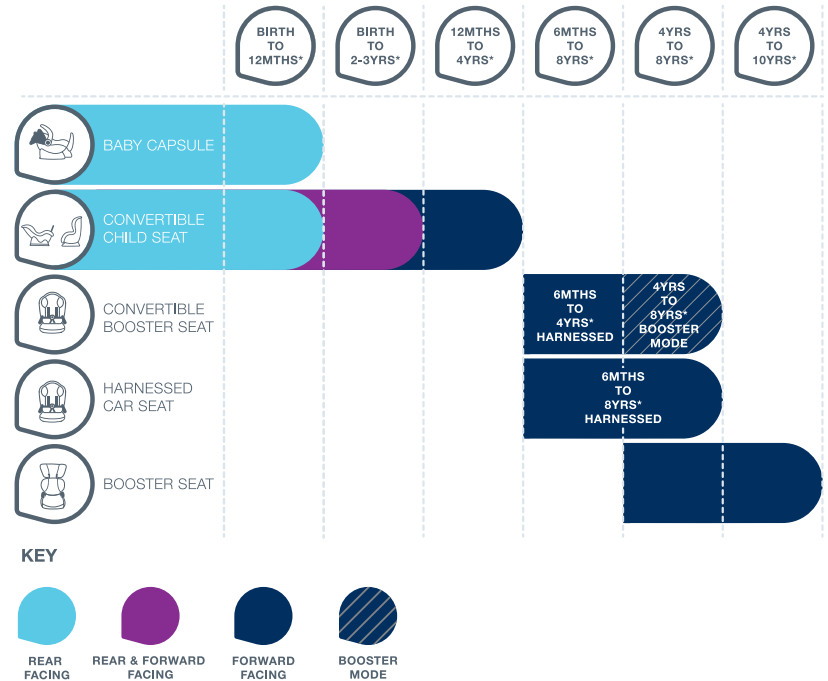 BIRTH
TO
12MTHS*
BIRTH
TO
2-3YRS*
12MTHS
TO
4YRS*
6MTHS
TO
8YRS*
4YRS
TO
8YRS*
4YRS
TO
10YRS*
BABY CAPSULE
CONVERTIBLE
CHILD SEAT
CONVERTIBLE
BOOSTER SEAT
6MTHS
TO
4YRS*
HARNESSED
4YRS
TO
8YRS*
BOOSTER
MODE
HARNESSED
CAR SEAT
6MTHS
TO
8YRS*
HARNESSED
BOOSTER SEAT
KEY
REAR
FACING
REAR & FORWARD
FACING
FORWARD
FACING
BOOSTER
MODE